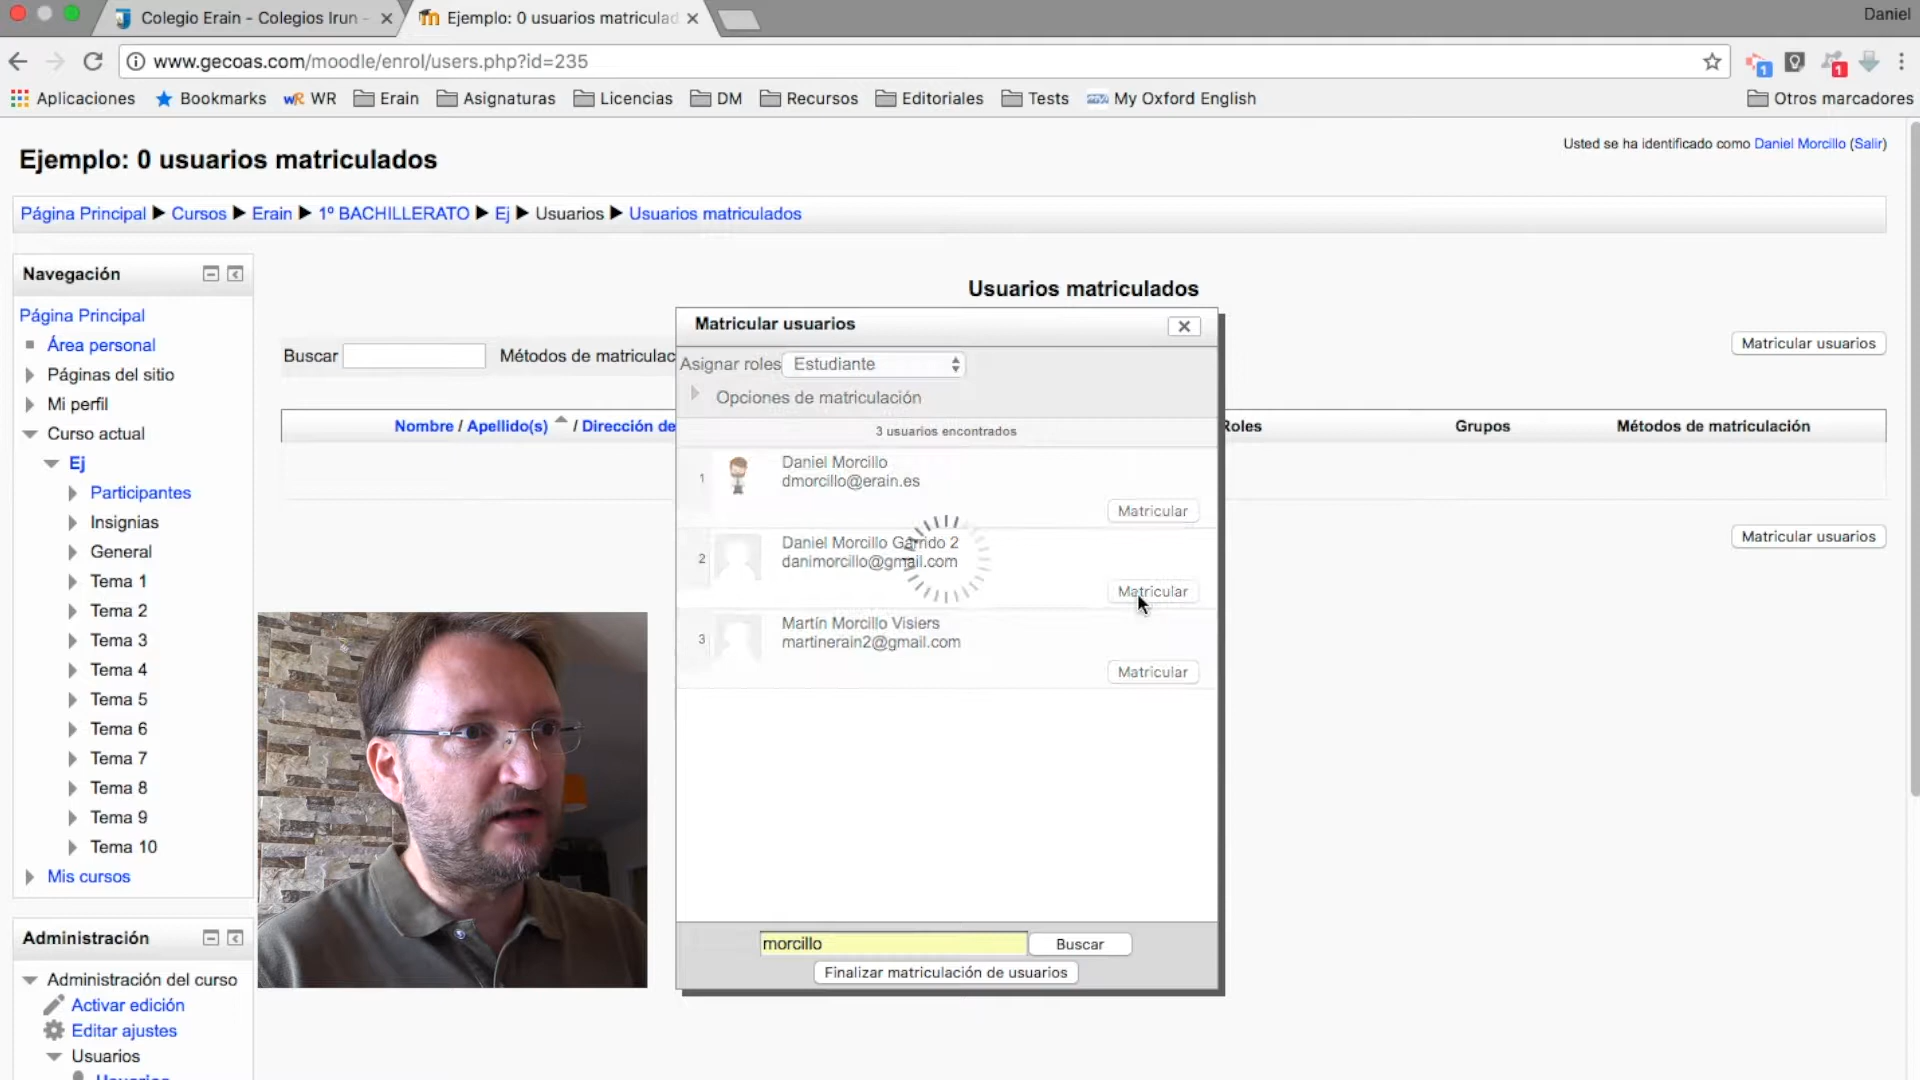 Colegio Erain - Colegios Irun -
Ejemplo: 0 usuarios matriculad
Daniel
www.gecoas.com/moodle/enrol/users.php?id=235
1
1
Aplicaciones
Bookmarks
WR
Erain
Asignaturas
Licencias
DM
Recursos
Editoriales
Tests
My Oxford English
Otros marcadores
Usted se ha identificado como Daniel Morcillo (Salir)
Ejemplo: 0 usuarios matriculados
Página Principal ▶ Cursos ▶ Erain ▶ 1º BACHILLERATO ▶ Ej ▶ Usuarios ▶ Usuarios matriculados
Navegación
Página Principal
Área personal
Páginas del sitio
Mi perfil
Curso actual
Ej
Participantes
Insignias
General
Tema 1
Tema 2
Tema 3
Tema 4
Tema 5
Tema 6
Tema 7
Tema 8
Tema 9
Tema 10
Mis cursos
Administración
Administración del curso
Activar edición
Editar ajustes
Usuarios
Usuarios matriculados
Buscar
Métodos de matriculac
Matricular usuarios
Nombre / Apellido(s) / Dirección de
Roles
Grupos
Métodos de matriculación
Matricular usuarios
Matricular usuarios
Asignar roles Estudiante
Opciones de matriculación
3 usuarios encontrados
1
Daniel Morcillo
dmorcillo@erain.es
Matricular
2
Daniel Morcillo Garrido 2
danimorcillo@gmail.com
Matricular
3
Martín Morcillo Visiers
martinerain2@gmail.com
Matricular
morcillo
Buscar
Finalizar matriculación de usuarios